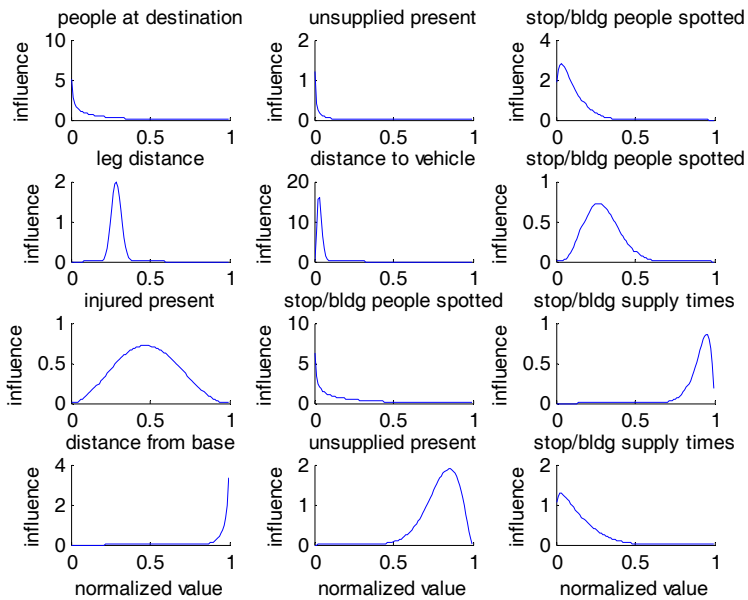 people at destination unsupplied present stop/bldg people spotted
10 2 4
influence influence influence
5 1 2
0 0 0
0 0.5 1 0 0.5 1 0 0.5 1
leg distance distance to vehicle stop/bldg people spotted
2 20 1
influence influence influence
1 10 0.5
0 0 0
0 0.5 1 0 0.5 1 0 0.5 1
injured present stop/bldg people spotted stop/bldg supply times
1 10 1
influence influence influence
0.5 5 0.5
0 0 0
0 0.5 1 0 0.5 1 0 0.5 1
distance from base unsupplied present stop/bldg supply times
4 2 2
influence influence influence
2 1 1
0 0 0
0 0.5 1 0 0.5 1 0 0.5 1
normalized value normalized value normalized value